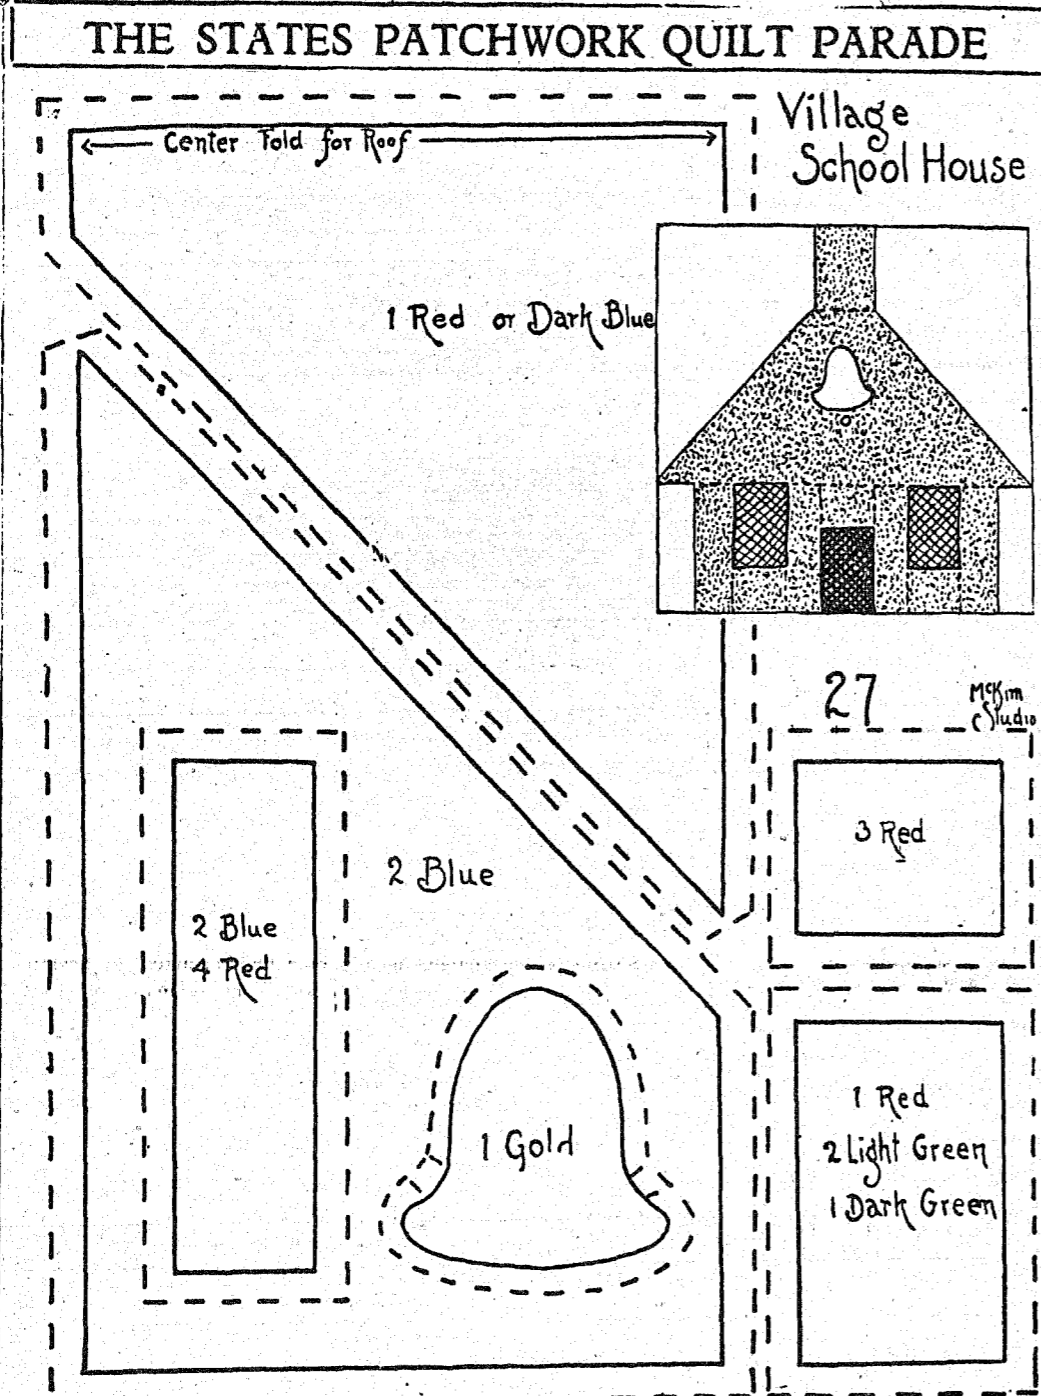 THE STATES PATCHWORK QUILT PARADE
Center Fold for Roof
Village
School House
1 Red or Dark Blue
27
McKim
Studio
3 Red
2 Blue
2 Blue
4 Red
1 Gold
1 Red
2 Light Green
1 Dark Green